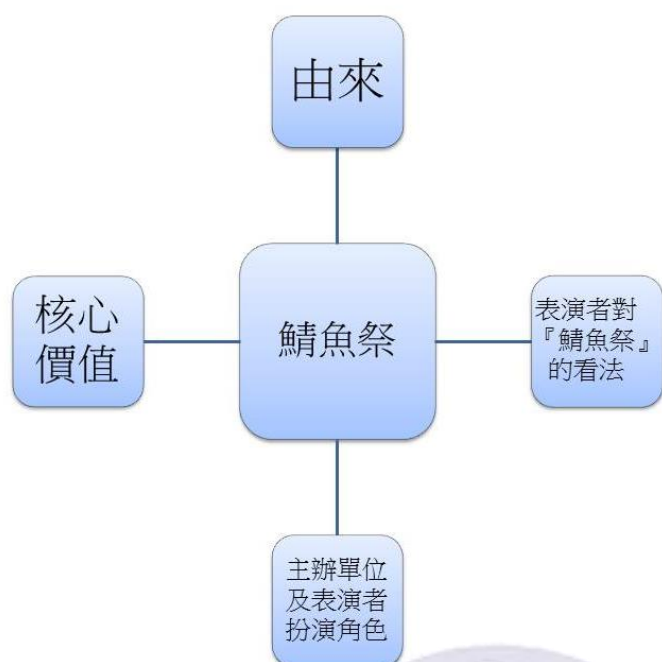 由來
核心
價值
鯖魚祭
表演者對
『鯖魚祭』
的看法
主辦單位
及表演者
扮演角色